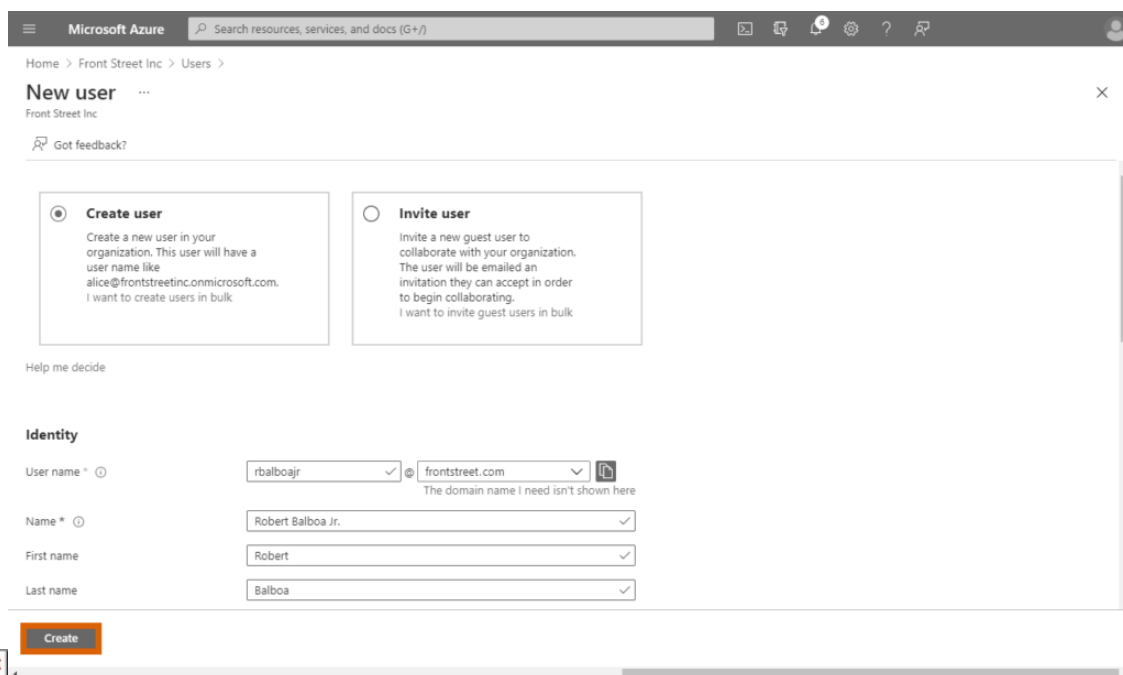 Microsoft Azure
Search resources, services, and docs (G+/)
6
Home > Front Street Inc > Users >
New user ...
Front Street Inc
Got feedback?
Create user
Create a new user in your
organization. This user will have a
user name like
alice@frontstreetinc.onmicrosoft.com.
I want to create users in bulk
Invite user
Invite a new guest user to
collaborate with your organization.
The user will be emailed an
invitation they can accept in order
to begin collaborating.
I want to invite guest users in bulk
Help me decide
Identity
User name *
rbalboajr @ frontstreet.com
The domain name I need isn't shown here
Name * Robert Balboa Jr.
First name Robert
Last name Balboa
Create